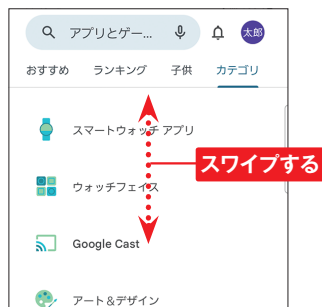 アプリとゲー...
太郎
おすすめ ランキング 子供 カテゴリ
スマートウォッチ アプリ
スワイプする
ウォッチフェイス
Google Cast
アート＆デザイン